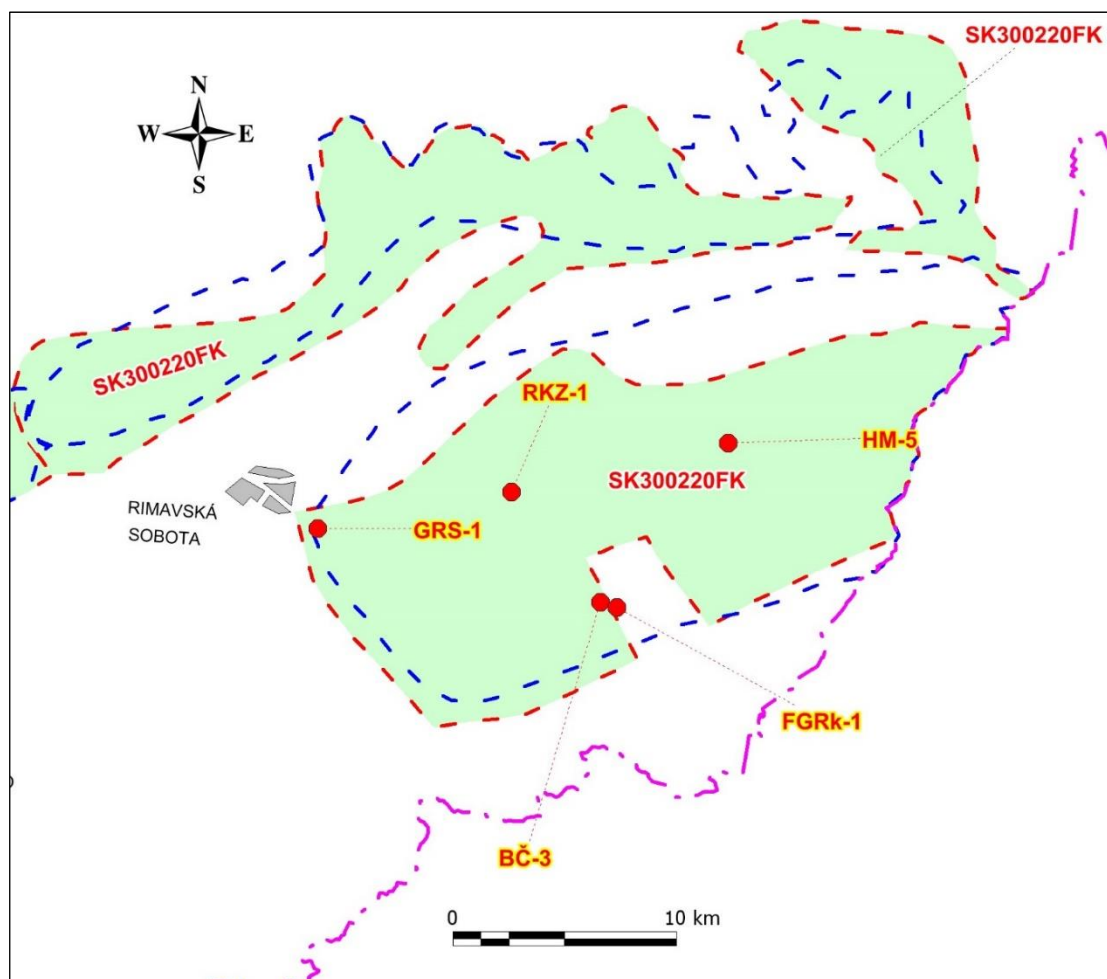 SK300220FK
N
W E
S
SK300220FK
RKZ-1
HM-5
SK300220FK
RIMAVSKÁ
SOBOTA
GRS-1
FGRk-1
BČ-3
0 10 km